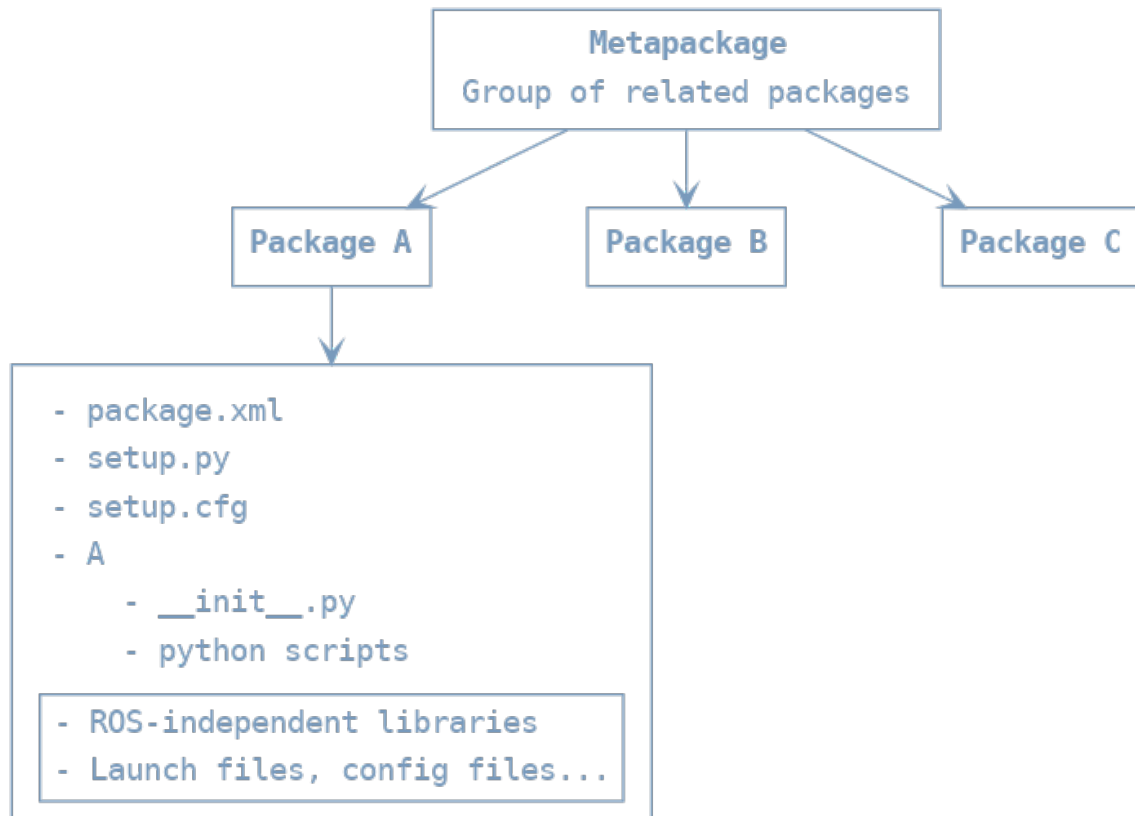 Metapackage
Group of related packages
Package A
Package B
Package C
- package.xml
- setup.py
- setup.cfg
- A
- __init__.py
- python scripts
- ROS-independent libraries
- Launch files, config files...